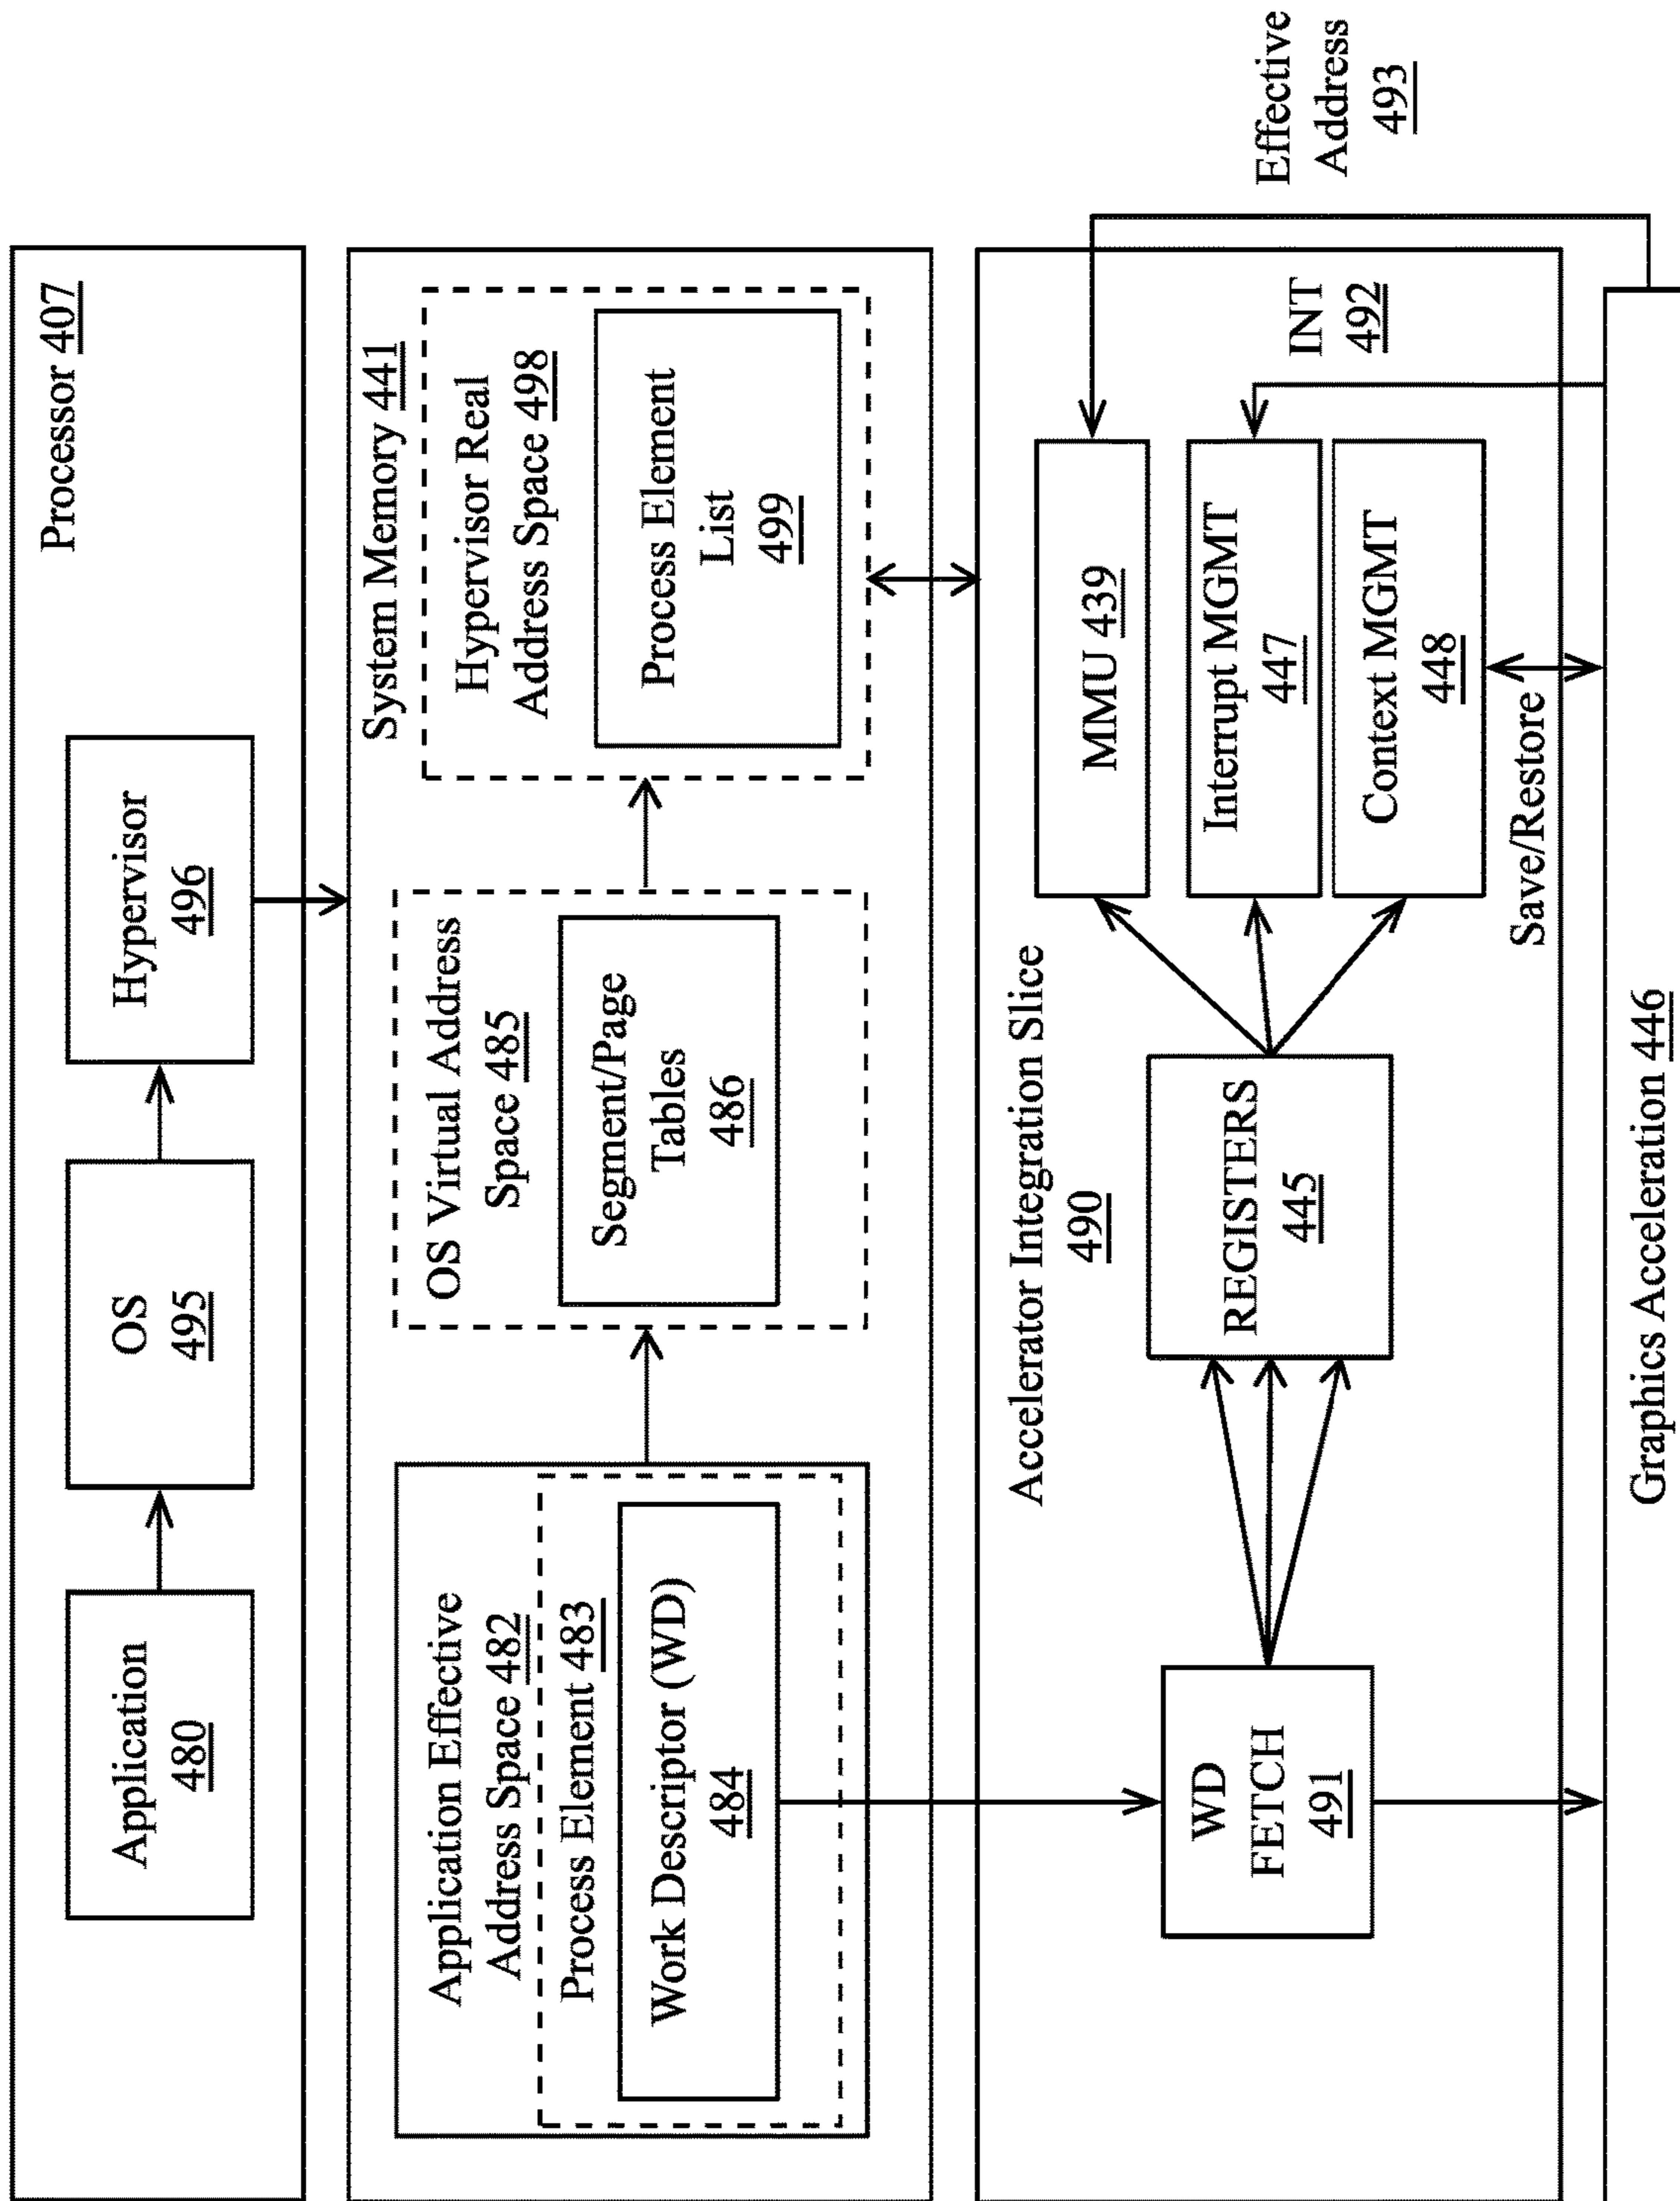 Processor 407
Application
480
OS
495
Hypervisor
496
System Memory 441
Application Effective
Address Space 482
Process Element 483
Work Descriptor (WD)
484
OS Virtual Address
Space 485
Segment/Page
Tables
486
Hypervisor Real
Address Space 498
Process Element
List
499
Accelerator Integration Slice
490
WD
FETCH
491
REGISTERS
445
MMU 439
Interrupt MGMT
447
Context MGMT
448
INT
492
Effective
Address
493
Save/Restore
Graphics Acceleration 446